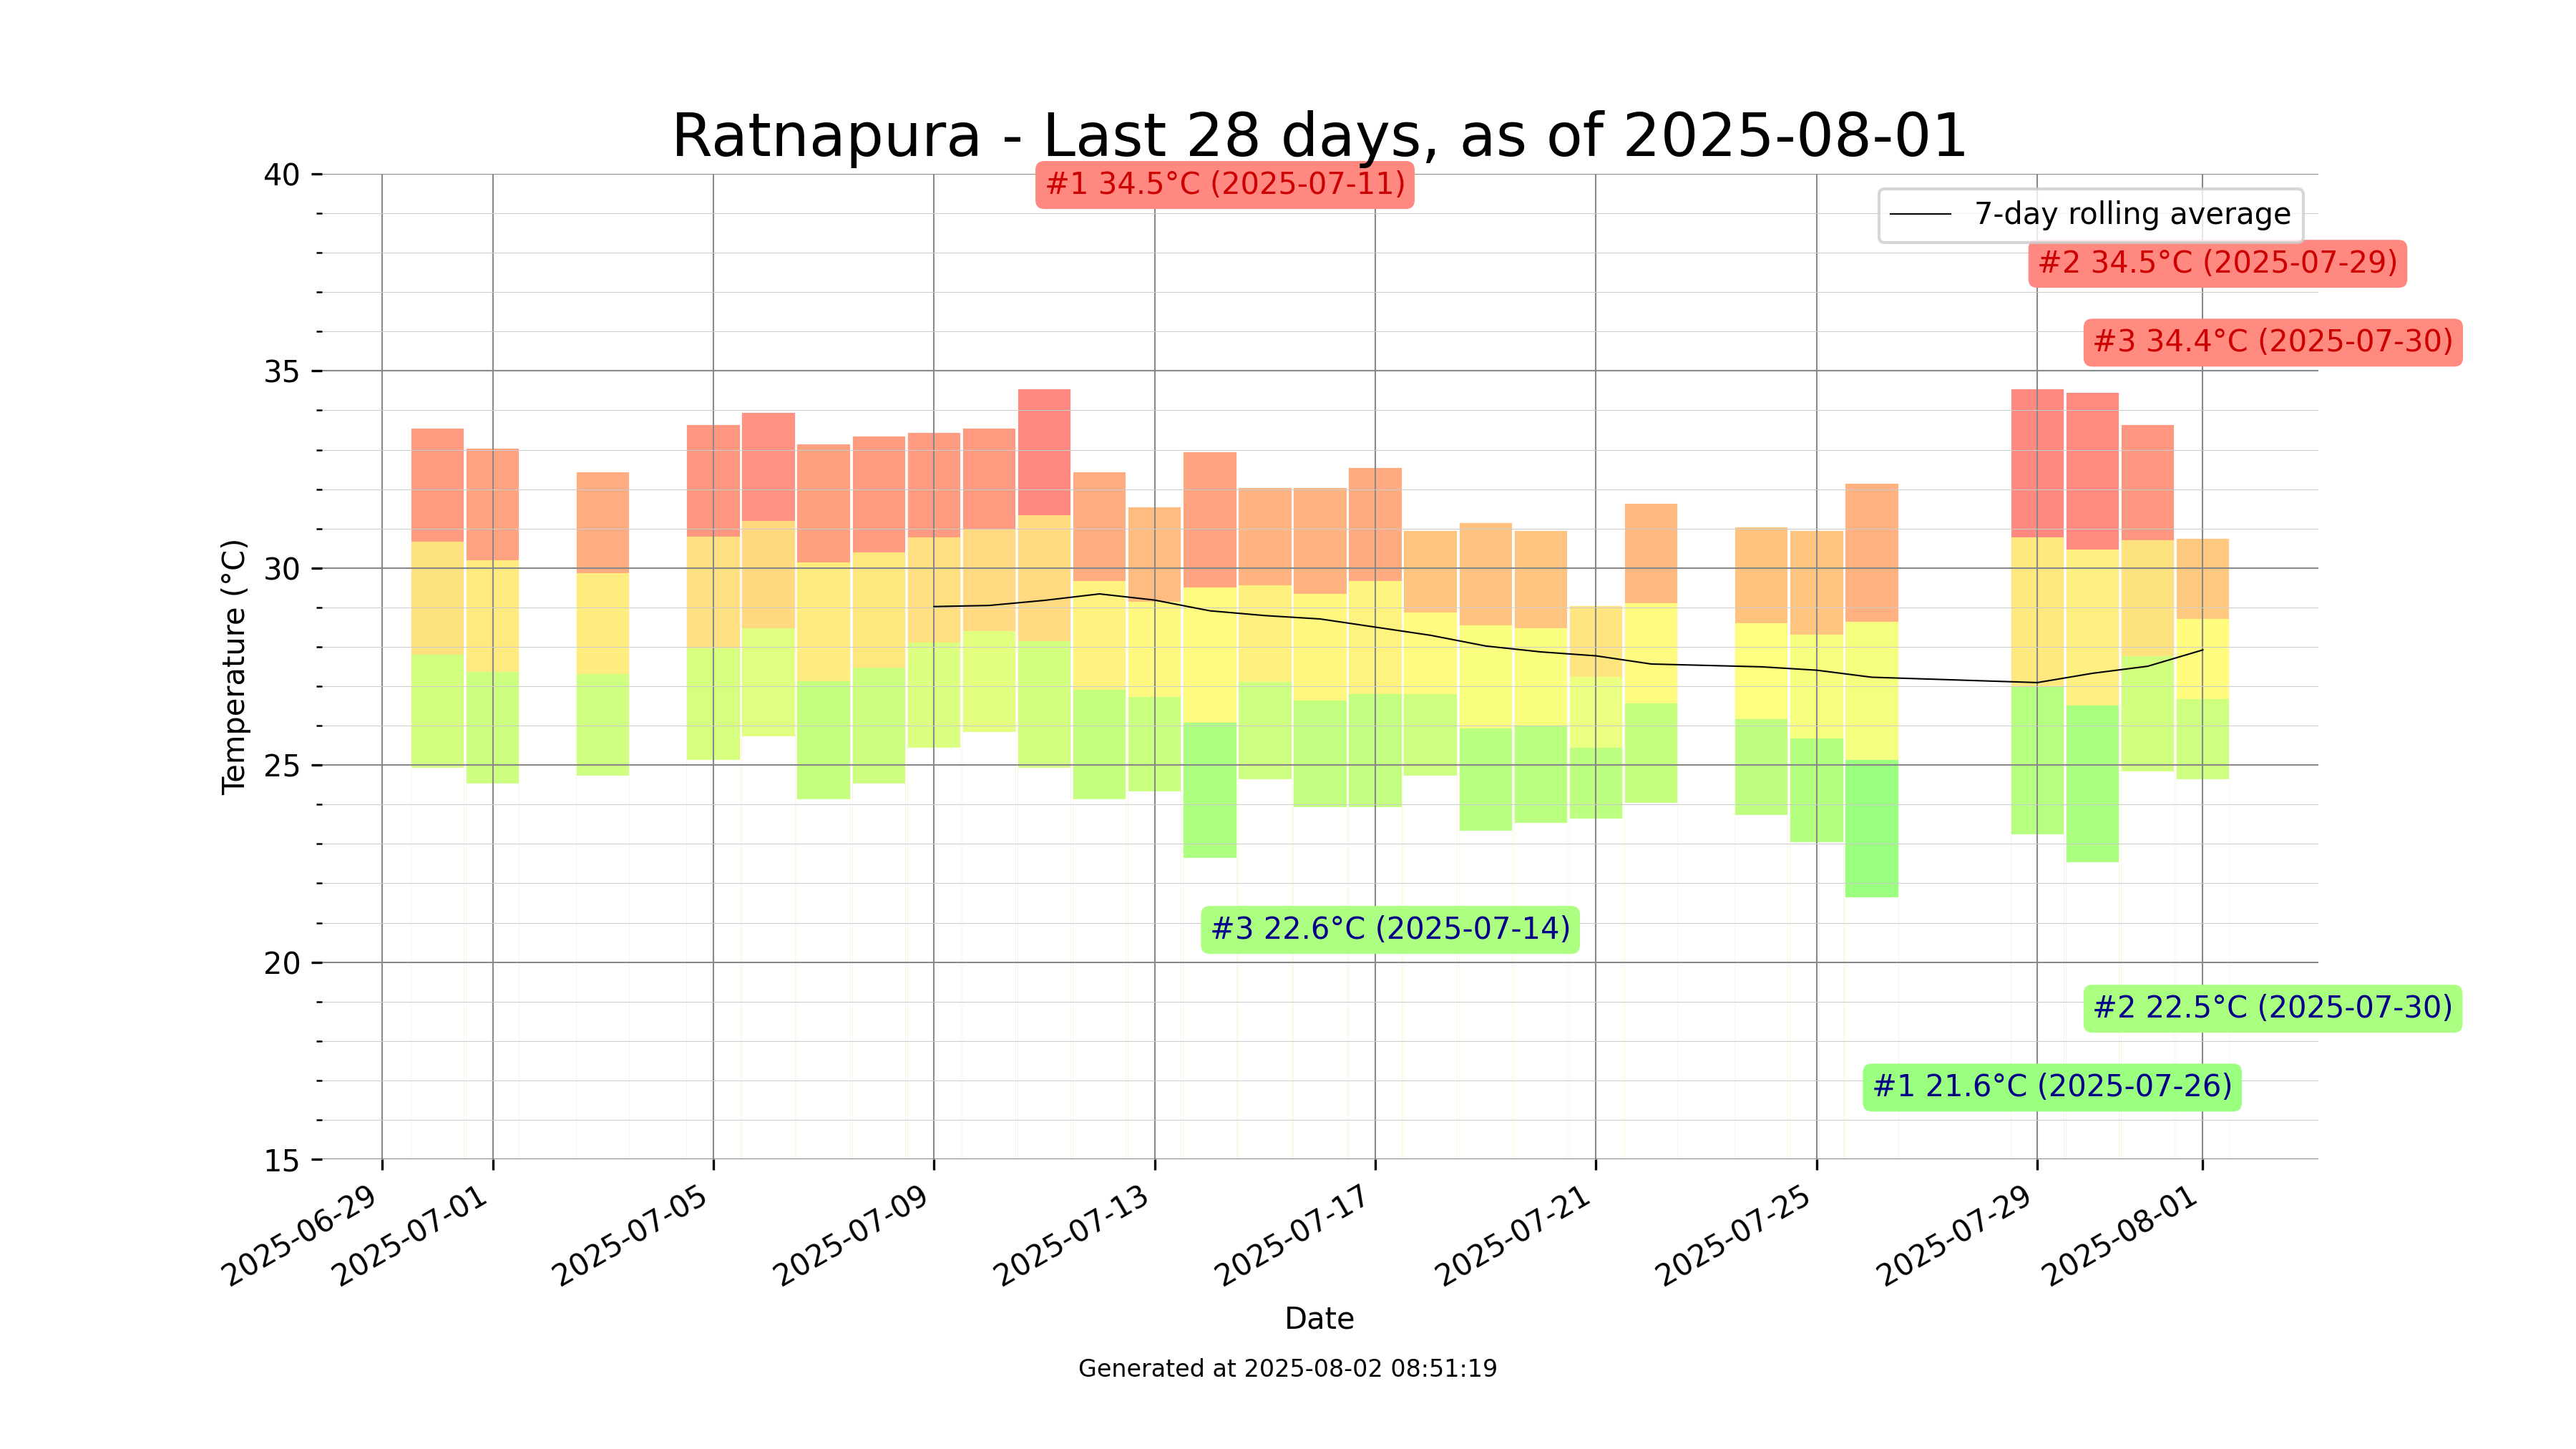 Ratnapura - Last 28 days, as of 2025-08-01
#1 34.5°C (2025-07-11)
7-day rolling average
#2 34.5°C (2025-07-29)
#3 34.4°C (2025-07-30)
#3 22.6°C (2025-07-14)
#2 22.5°C (2025-07-30)
#1 21.6°C (2025-07-26)
Temperature (°C)
40
35
30
25
20
15
2025-06-29
2025-07-01
2025-07-05
2025-07-09
2025-07-13
2025-07-17
2025-07-21
2025-07-25
2025-07-29
2025-08-01
Date
Generated at 2025-08-02 08:51:19